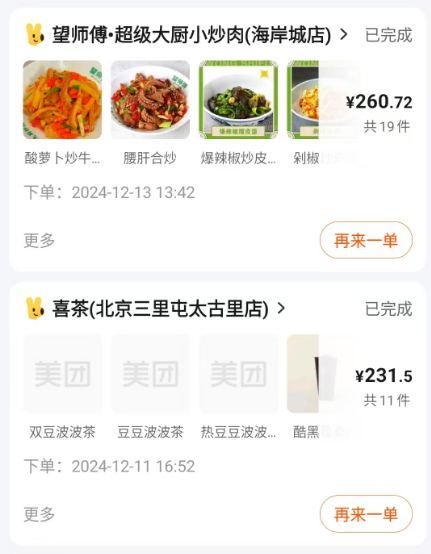 望师傅•超级大厨小炒肉(海岸城店) >
已完成
酸萝卜炒牛...
腰肝合炒
爆辣椒炒皮...
剁椒
¥260.72
共19件
下单：2024-12-13 13:42
更多
再来一单
喜茶(北京三里屯太古里店) >
已完成
美团
美团
美团
双豆波波茶
豆豆波波茶
热豆豆波波...
酷黑
¥231.5
共11件
下单：2024-12-11 16:52
更多
再来一单